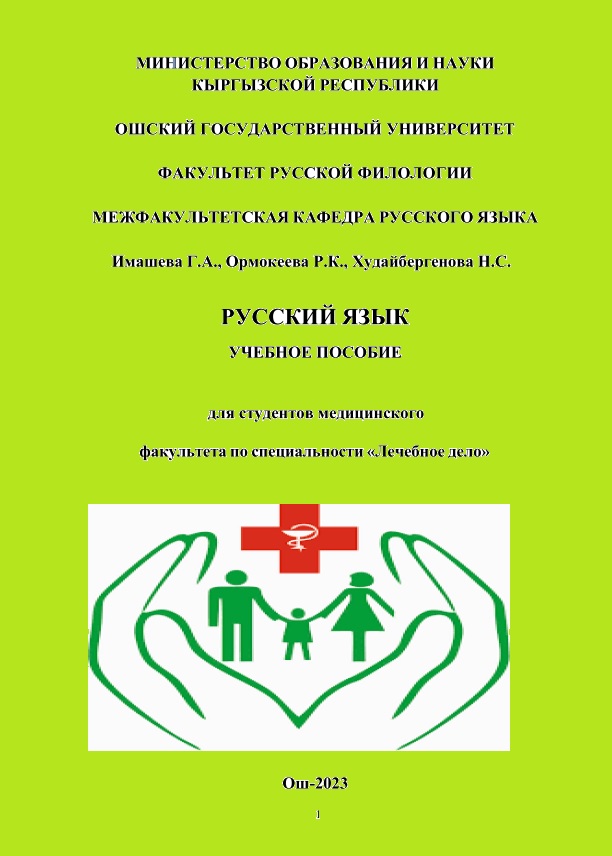 МИНИСТЕРСТВО ОБРАЗОВАНИЯ И НАУКИ
КЫРГЫЗСКОЙ РЕСПУБЛИКИ
ОШСКИЙ ГОСУДАРСТВЕННЫЙ УНИВЕРСИТЕТ
ФАКУЛЬТЕТ РУССКОЙ ФИЛОЛОГИИ
МЕЖФАКУЛЬТЕТСКАЯ КАФЕДРА РУССКОГО ЯЗЫКА
Имашева Г.А., Ормокеева Р.К., Худайбергенова Н.С.
РУССКИЙ ЯЗЫК
УЧЕБНОЕ ПОСОБИЕ
для студентов медицинского
факультета по специальности «Лечебное дело»
Ош-2023
1